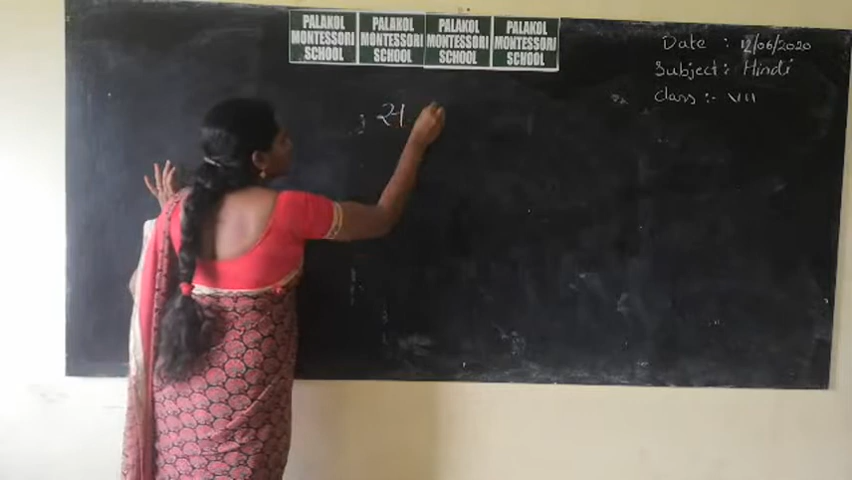 PALAKOL MONTESSORI SCHOOL
PALAKOL MONTESSORI SCHOOL
PALAKOL MONTESSORI SCHOOL
PALAKOL MONTESSORI SCHOOL
Date : 12/06/2020
Subject : Hindi
Class :- VII